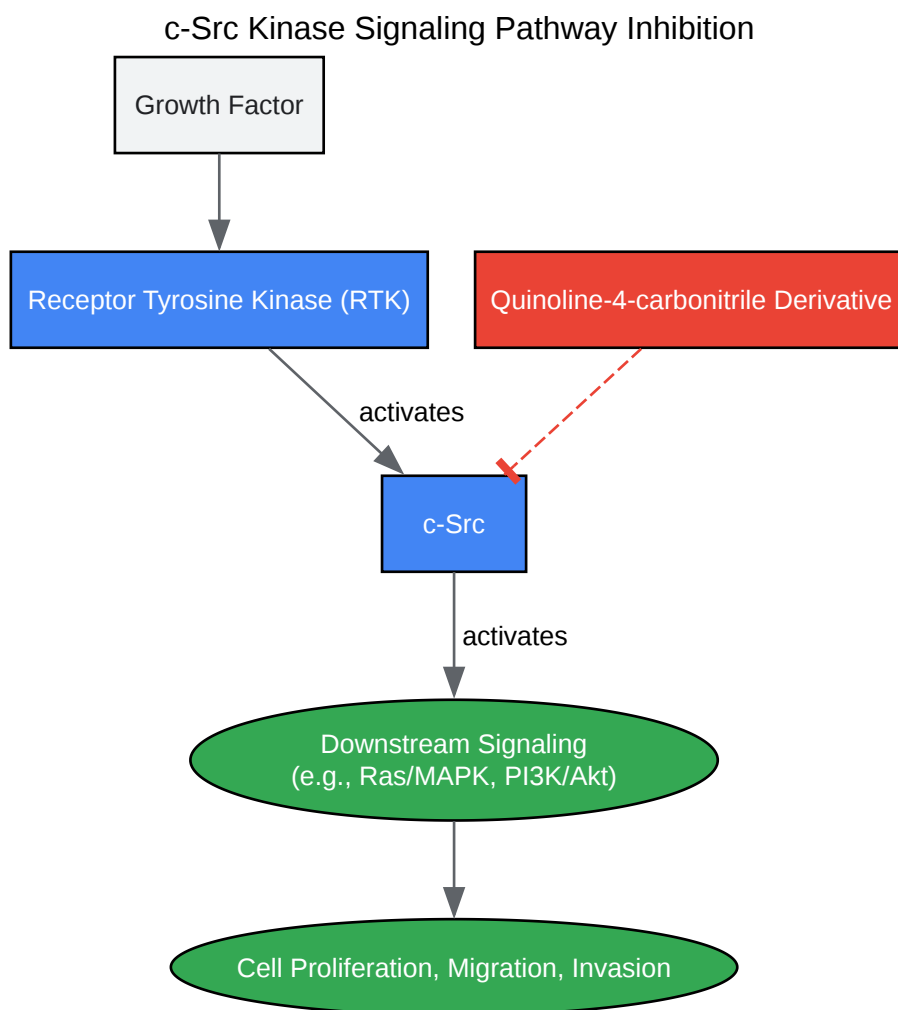 c-Src Kinase Signaling Pathway Inhibition
Growth Factor
Receptor Tyrosine Kinase (RTK)
Quinoline-4-carbonitrile Derivative
activates
c-Src
activates
Downstream Signaling
(e.g., Ras/MAPK, PI3K/Akt)
Cell Proliferation, Migration, Invasion